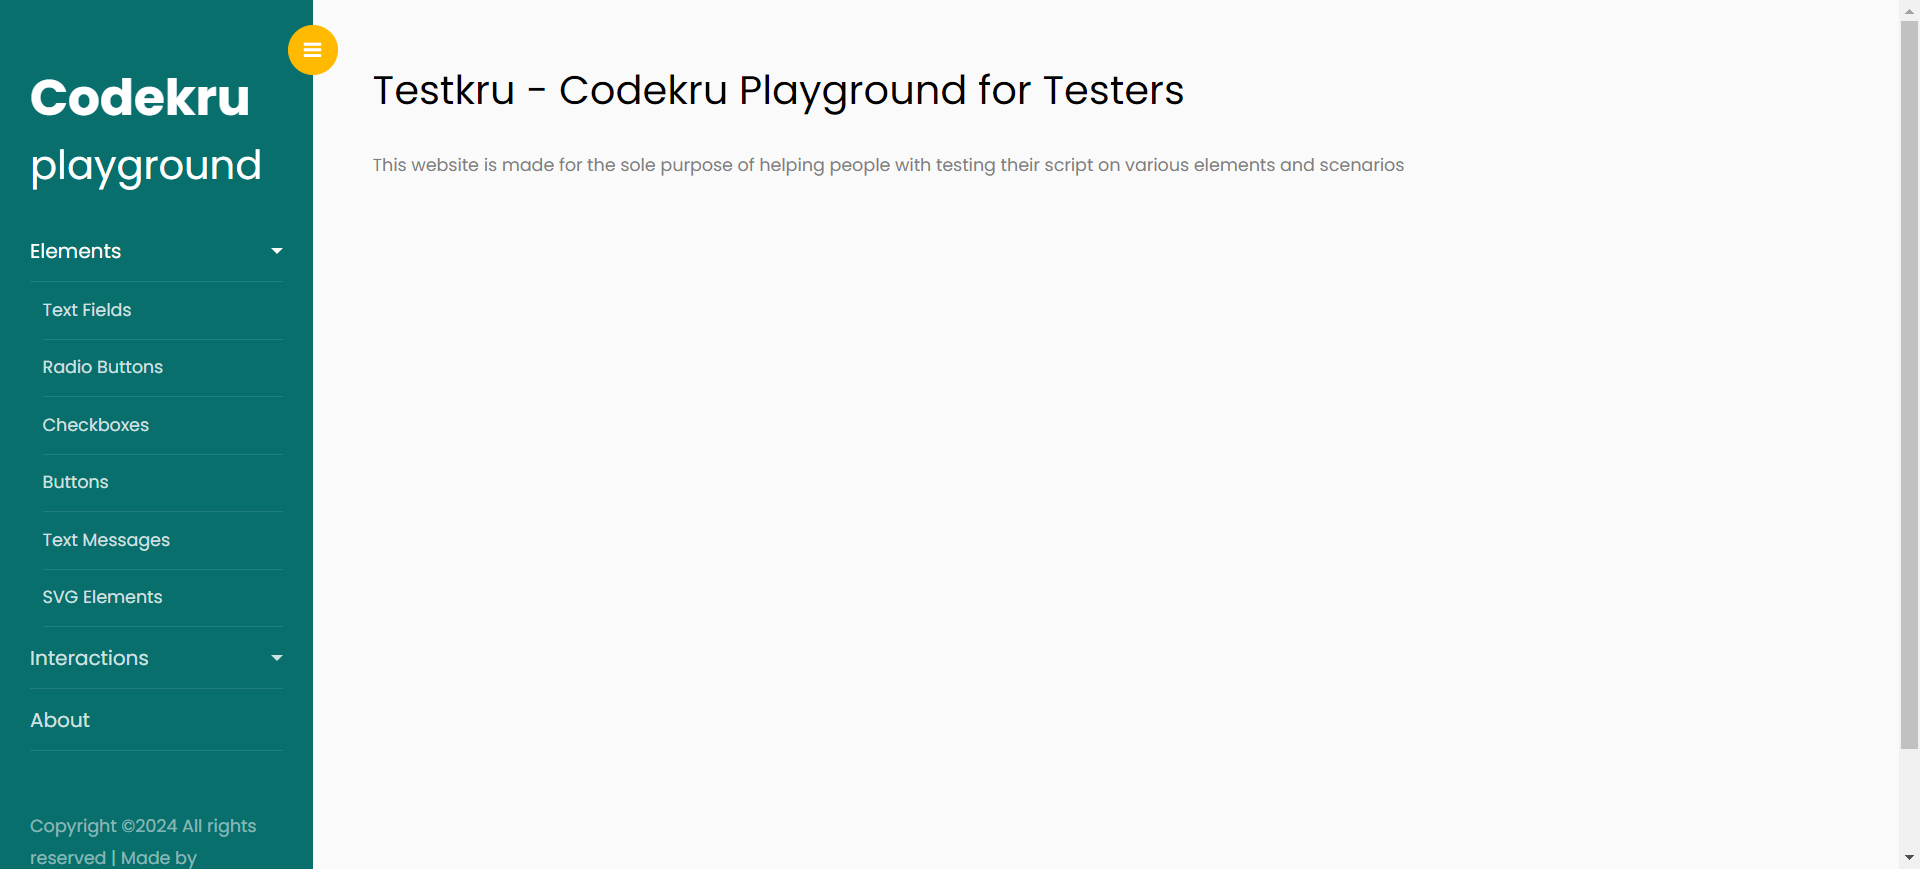 Codekru
playground
Elements
Text Fields
Radio Buttons
Checkboxes
Buttons
Text Messages
SVG Elements
Interactions
About
Copyright ©2024 All rights
reserved | Made by
Testkru - Codekru Playground for Testers
This website is made for the sole purpose of helping people with testing their script on various elements and scenarios